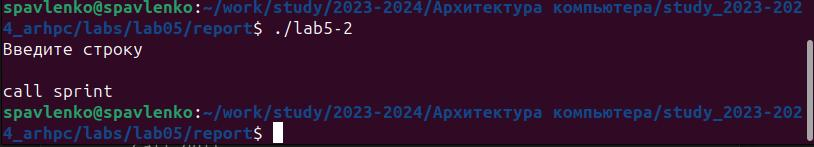 spavlenko@spavlenko:~/work/study/2023-2024/Архитектура компьютера/study_2023-202
4_arhpc/labs/lab05/report$ ./lab5-2
Введите строку
call sprint
spavlenko@spavlenko:~/work/study/2023-2024/Архитектура компьютера/study_2023-202
4_arhpc/labs/lab05/report$